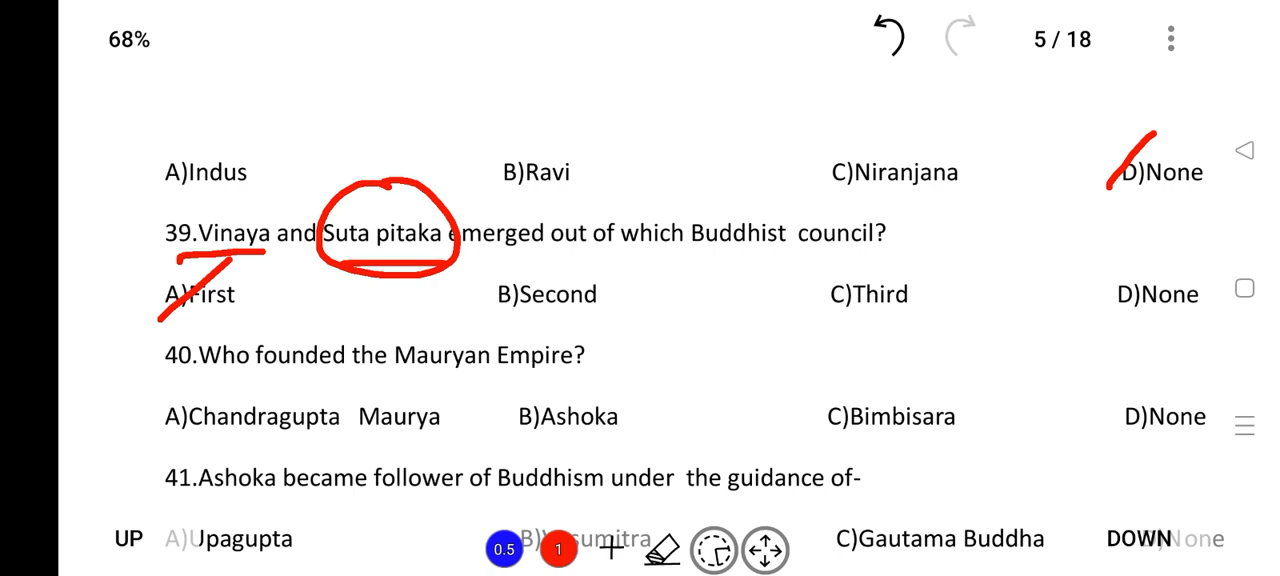 68% 5 / 18
A)Indus B)Ravi C)Niranjana D)None
39.Vinaya and Suta pitaka emerged out of which Buddhist council?
A)First B)Second C)Third D)None
40.Who founded the Mauryan Empire?
A)Chandragupta Maurya B)Ashoka C)Bimbisara D)None
41.Ashoka became follower of Buddhism under the guidance of-
UP A)Upagupta 0.5 B) 1 sumitra C)Gautama Buddha DOWN None